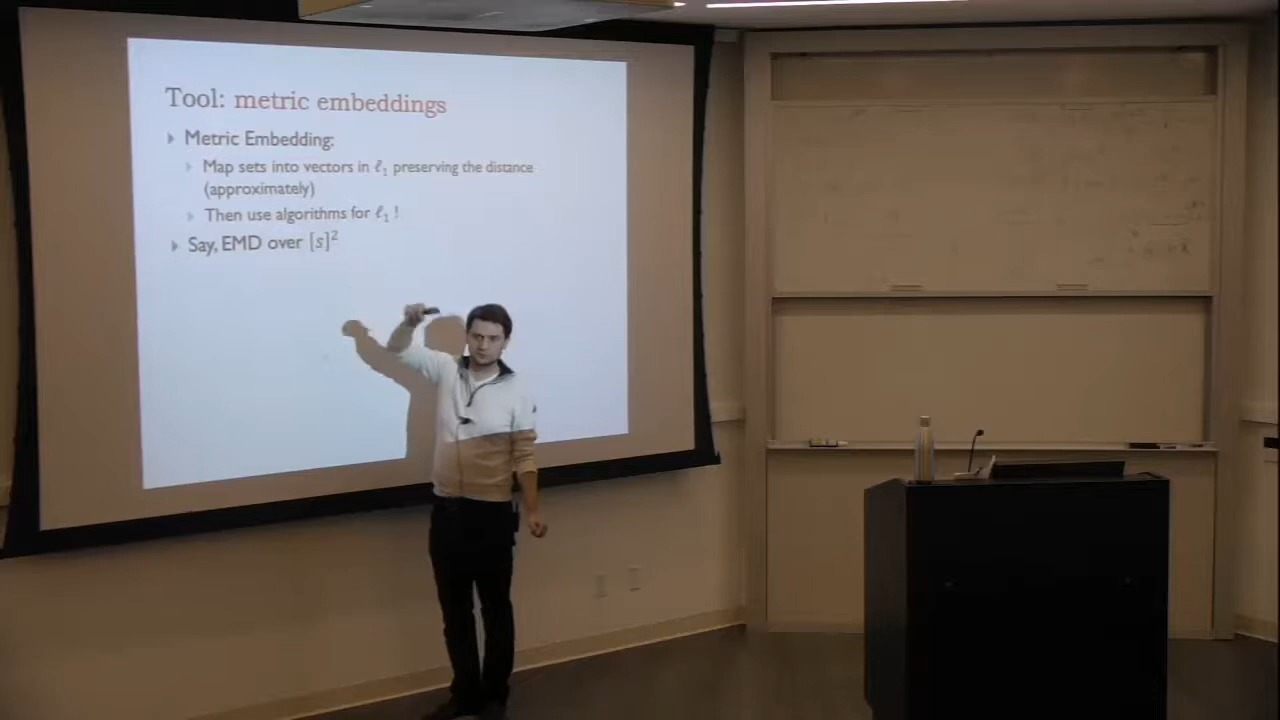 Tool: metric embeddings
Metric Embedding:
Map sets into vectors in ℓ₁ preserving the distance
(approximately)
Then use algorithms for ℓ₁ !
Say, EMD over [s]²